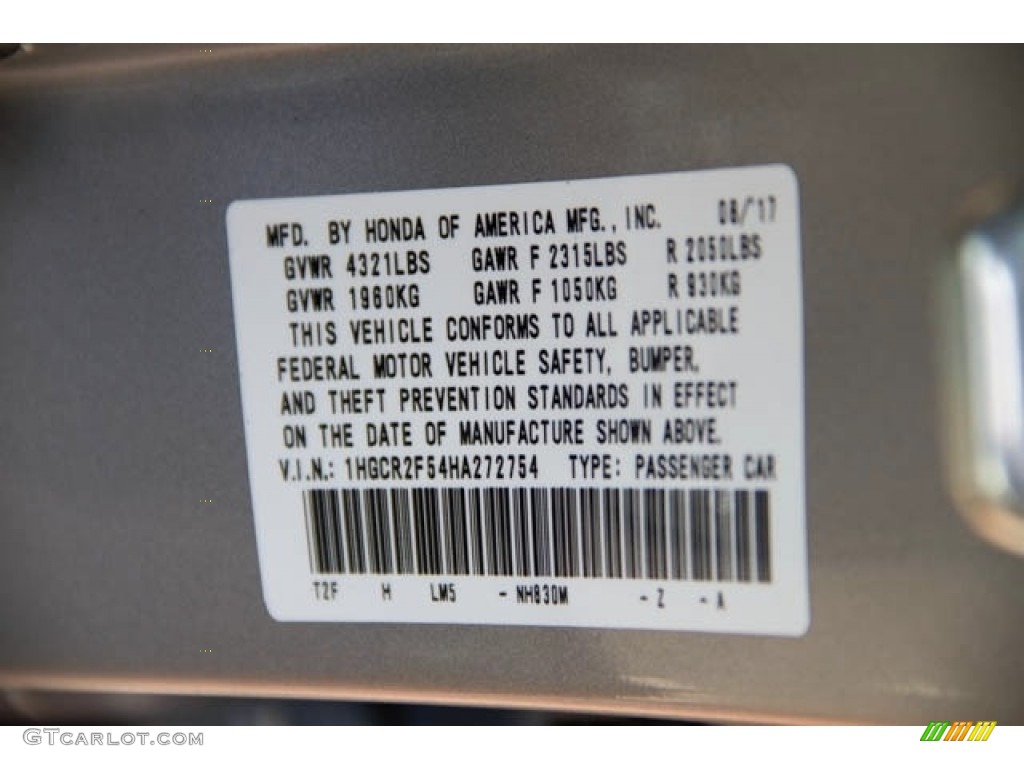 MFD. BY HONDA OF AMERICA MFG., INC. 08/17
GVWR 4321LBS GAWR F 2315LBS R 2050LBS
GVWR 1960KG GAWR F 1050KG R 930KG
THIS VEHICLE CONFORMS TO ALL APPLICABLE
FEDERAL MOTOR VEHICLE SAFETY, BUMPER,
AND THEFT PREVENTION STANDARDS IN EFFECT
ON THE DATE OF MANUFACTURE SHOWN ABOVE.
V.I.N.: 1HGCR2F54HA272754 TYPE: PASSENGER CAR
T2F H LM5 - NH830M - Z - A
GTCarlot.com